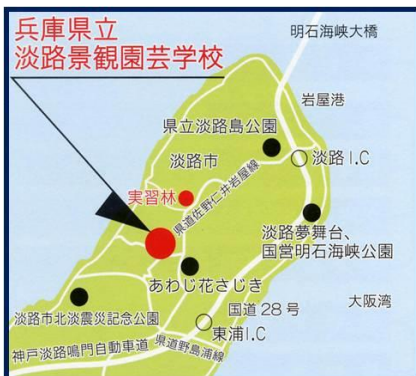 兵庫県立
淡路景観園芸学校
明石海峡大橋
岩屋港
県立淡路島公園
淡路I.C
淡路市
実習林
県道佐野仁井岩屋線
淡路夢舞台、
国営明石海峡公園
あわじ花さじき
大阪湾
国道28号
淡路市北淡震災記念公園
東浦I.C
神戸淡路鳴門自動車道
県道野島浦線